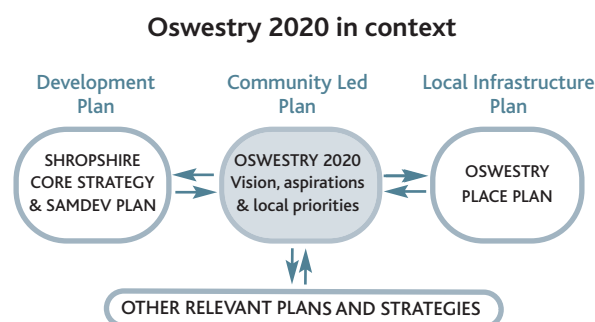 Oswestry 2020 in context
Development
Plan
Community Led
Plan
Local Infrastructure
Plan
SHROPSHIRE
CORE STRATEGY
& SAMDEV PLAN
OSWESTRY 2020
Vision, aspirations
& local priorities
OSWESTRY
PLACE PLAN
OTHER RELEVANT PLANS AND STRATEGIES